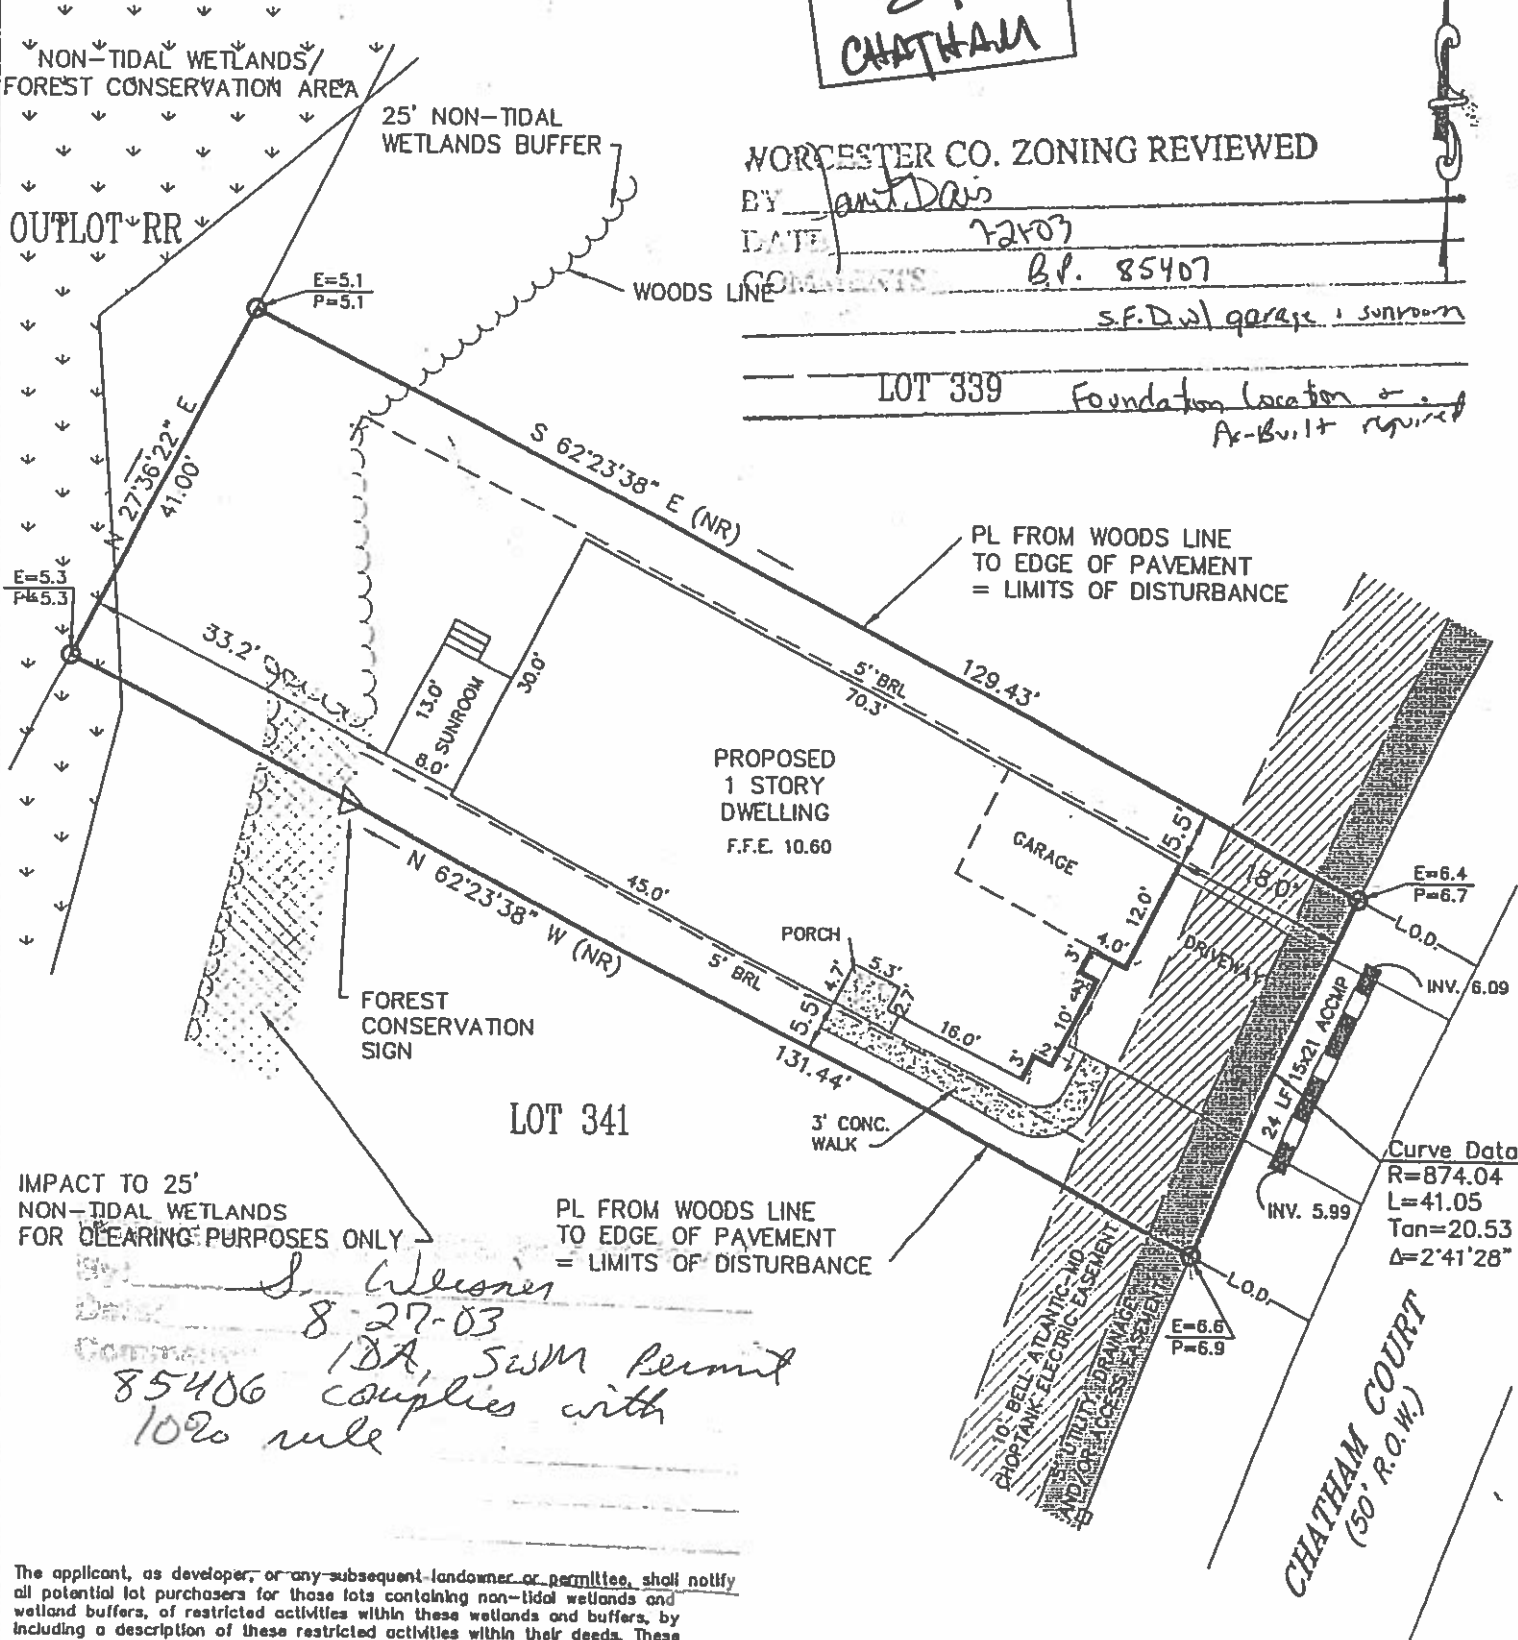 CHATHAM
NON-TIDAL WETLANDS/
FOREST CONSERVATION AREA
25' NON-TIDAL
WETLANDS BUFFER
WORCESTER CO. ZONING REVIEWED
BY
DATE 7-21-03
COMMENTS B.P. 85407
S.F.D. w/ garage & sunroom
Foundation location &
As-Built required
OUTLOT RR
WOODS LINE
LOT 339
E=5.1
P=5.1
N 27°36'22" E
41.00'
S 62°23'38" E (NR)
PL FROM WOODS LINE
TO EDGE OF PAVEMENT
= LIMITS OF DISTURBANCE
E=5.3
P=5.3
33.2'
129.43'
5' BRL
70.3'
13.0'
SUNROOM
8.0'
30.0'
PROPOSED
1 STORY
DWELLING
F.F.E. 10.60
GARAGE
5.5'
18.0'
E=6.4
P=6.7
L.O.D.
12.0'
4.0'
3'
DRIVEWAY
N 62°23'38" W (NR)
45.0'
5' BRL
PORCH
4.7'
5.3'
2.7'
16.0'
3'
2'
10'
5.5'
131.44'
INV. 6.09
24 LF 15x21 ACCMP
INV. 5.99
FOREST
CONSERVATION
SIGN
LOT 341
3' CONC.
WALK
Curve Data
R=874.04
L=41.05
Tan=20.53
Δ=2°41'28"
IMPACT TO 25'
NON-TIDAL WETLANDS
FOR CLEARING PURPOSES ONLY
PL FROM WOODS LINE
TO EDGE OF PAVEMENT
= LIMITS OF DISTURBANCE
L.O.D.
E=6.6
P=6.9
10' BELL ATLANTIC-MD
CHOPTANK ELECTRIC EASEMENT
5' UTILITY, DRAINAGE
AND/OR ACCESS EASEMENT
CHATHAM COURT
(50' R.O.W.)
By:
Date: 8-27-03
IDA, SWM Permit
85406 complies with
10% rule
The applicant, as developer, or any subsequent landowner or permittee, shall notify
all potential lot purchasers for those lots containing non-tidal wetlands and
wetland buffers, of restricted activities within these wetlands and buffers, by
including a description of these restricted activities within their deeds. These